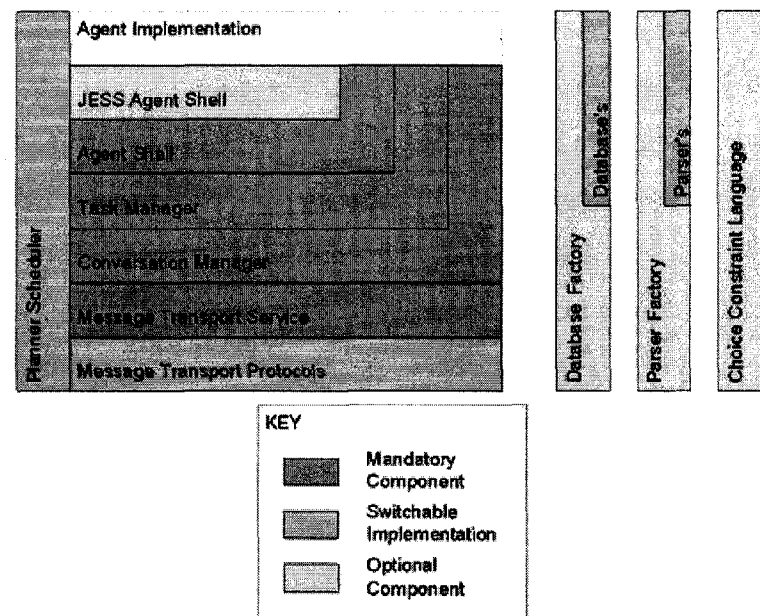 Agent Implementation
JESS Agent Shell
Agent Shell
Task Manager
Conversation Manager
Message Transport Service
Message Transport Protocols
Planner Scheduler
Database's
Database Factory
Parser's
Parser Factory
Choice Constraint Language
KEY
Mandatory
Component
Switchable
Implementation
Optional
Component